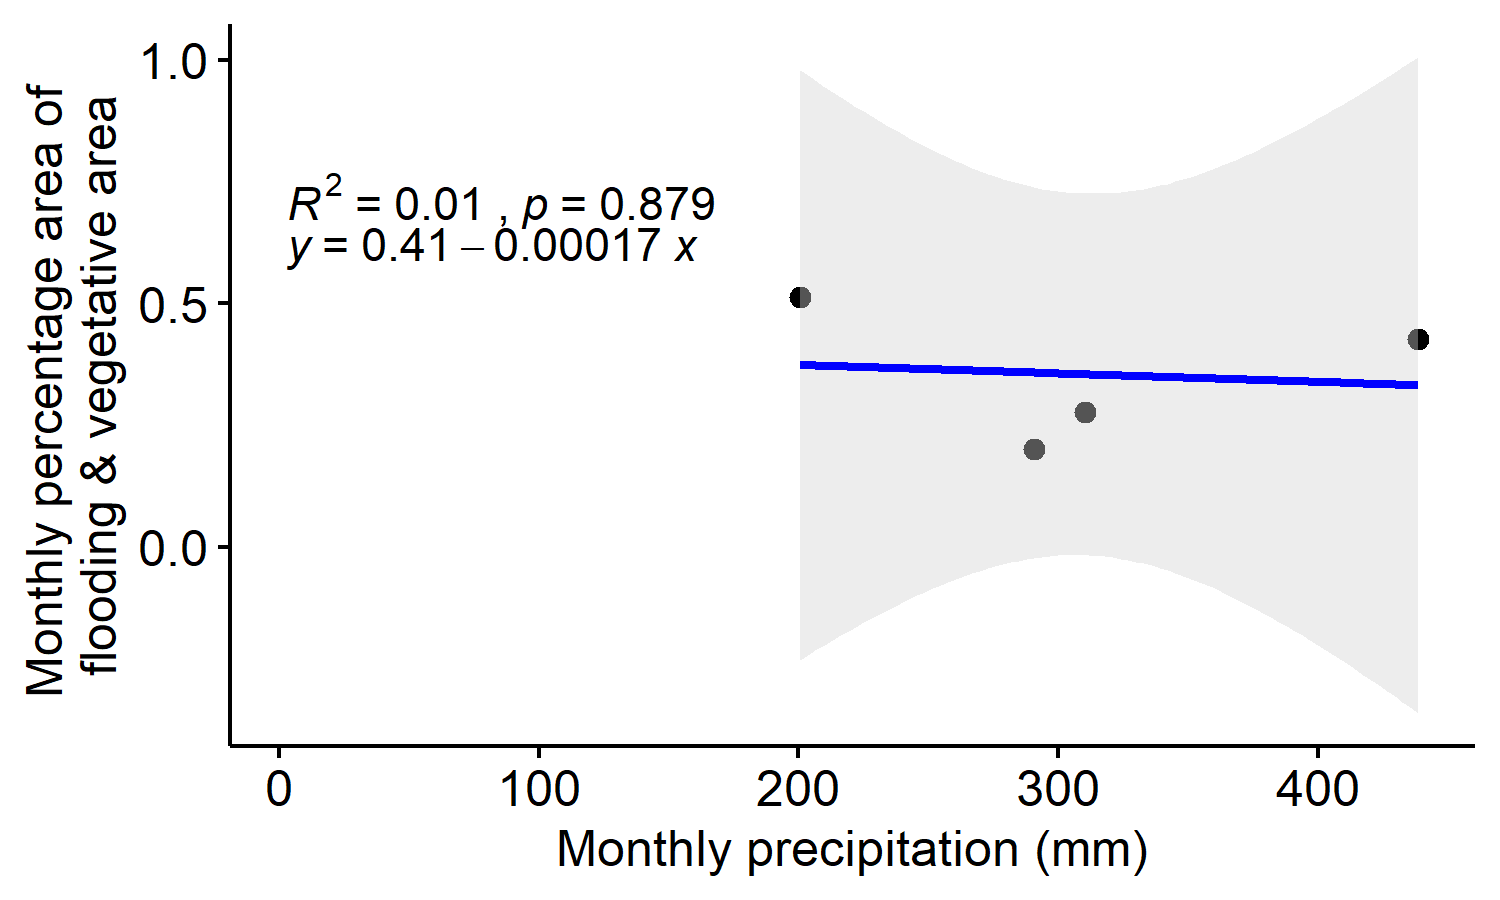 Monthly percentage area of
flooding & vegetative area
1.0
0.5
0.0
R² = 0.01 , p = 0.879
y = 0.41 – 0.00017 x
0 100 200 300 400
Monthly precipitation (mm)